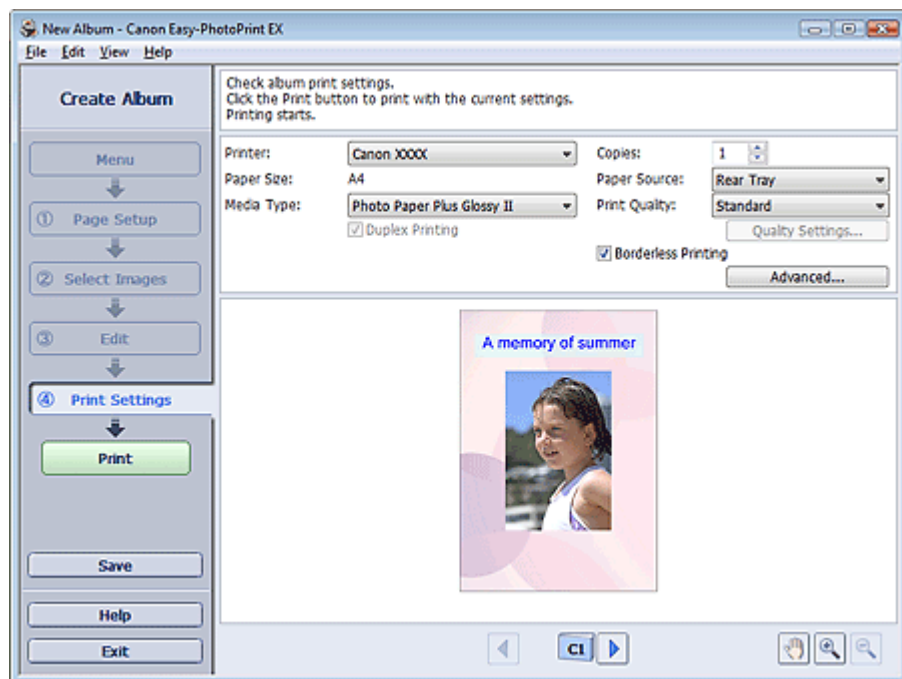 New Album - Canon Easy-PhotoPrint EX
File Edit View Help
Create Album
Menu
① Page Setup
② Select Images
③ Edit
④ Print Settings
Print
Save
Help
Exit
Check album print settings.
Click the Print button to print with the current settings.
Printing starts.
Printer: Canon XXXX Copies: 1
Paper Size: A4 Paper Source: Rear Tray
Media Type: Photo Paper Plus Glossy II Print Quality: Standard
Duplex Printing Quality Settings...
Borderless Printing
Advanced...
A memory of summer
C1